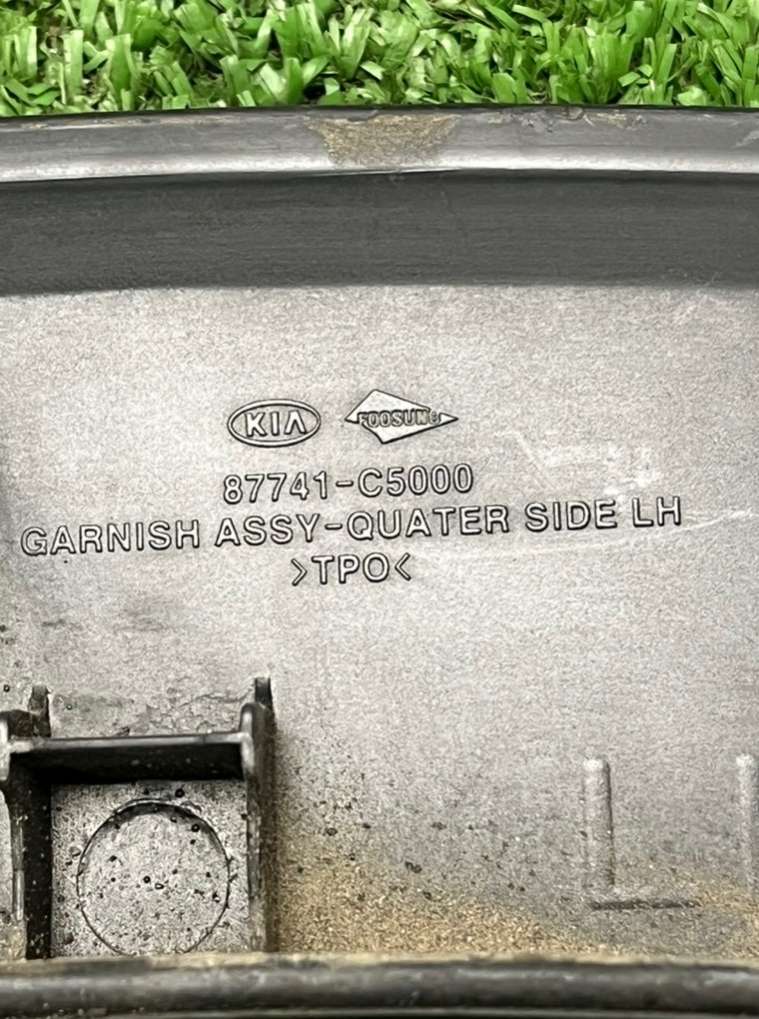 KIA FOOSUNG
87741-C5000
GARNISH ASSY-QUATER SIDE LH
>TPO<